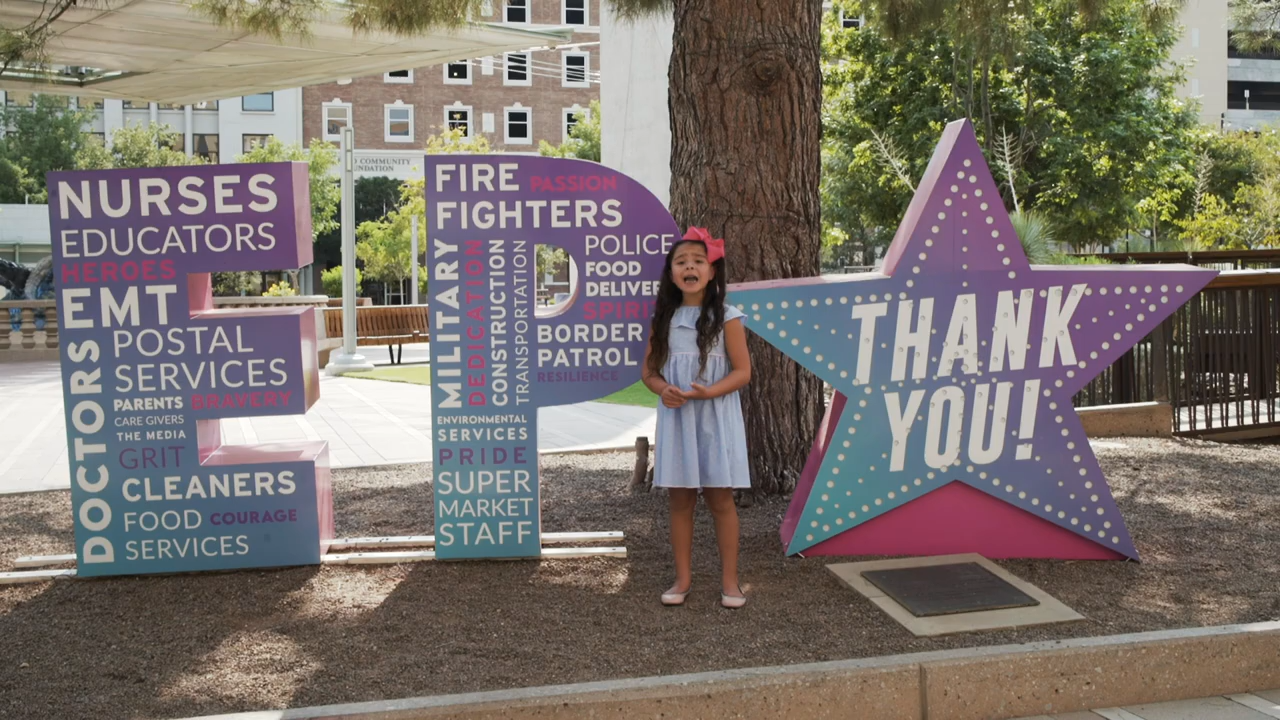 NURSES
EDUCATORS
HEROES
EMT
DOCTORS
POSTAL
SERVICES
PARENTS BRAVERY
CARE GIVERS
THE MEDIA
GRIT
CLEANERS
FOOD COURAGE
SERVICES
COMMUNITY
FIRE PASSION
FIGHTERS
MILITARY
DEDICATION
CONSTRUCTION
TRANSPORTATION
POLICE
FOOD
SPIRIT
BORDER
PATROL
RESILIENCE
ENVIRONMENTAL
SERVICES
PRIDE
SUPER
MARKET
STAFF
THANK
YOU!